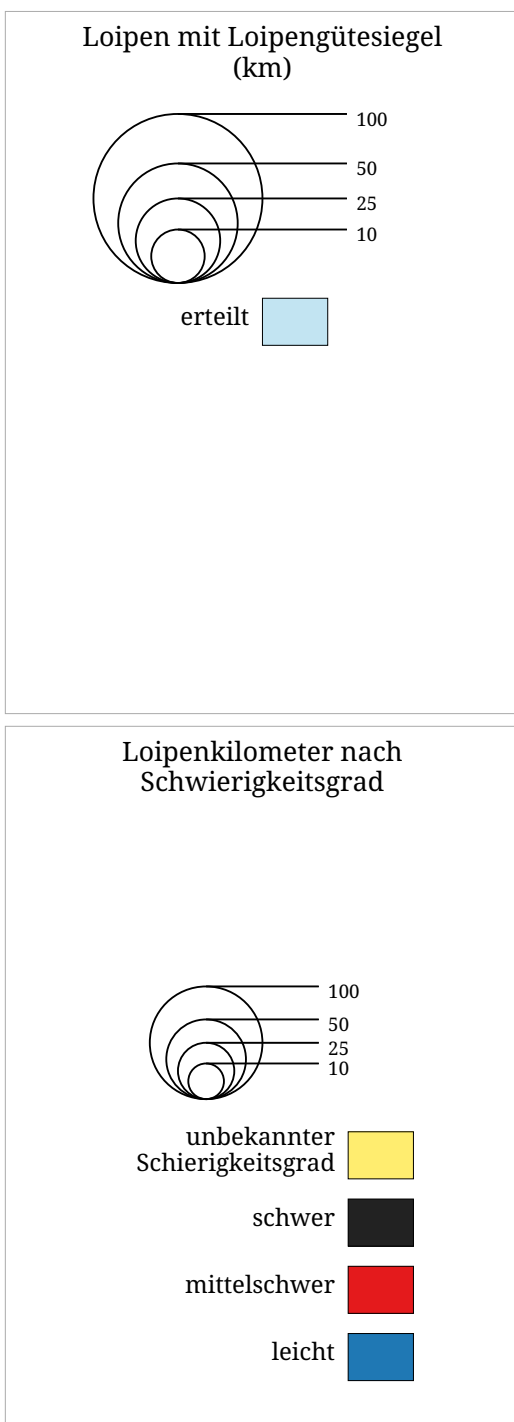 Loipen mit Loipengütesiegel
(km)
100
50
25
10
erteilt
Loipenkilometer nach
Schwierigkeitsgrad
100
50
25
10
unbekannter
Schierigkeitsgrad
schwer
mittelschwer
leicht